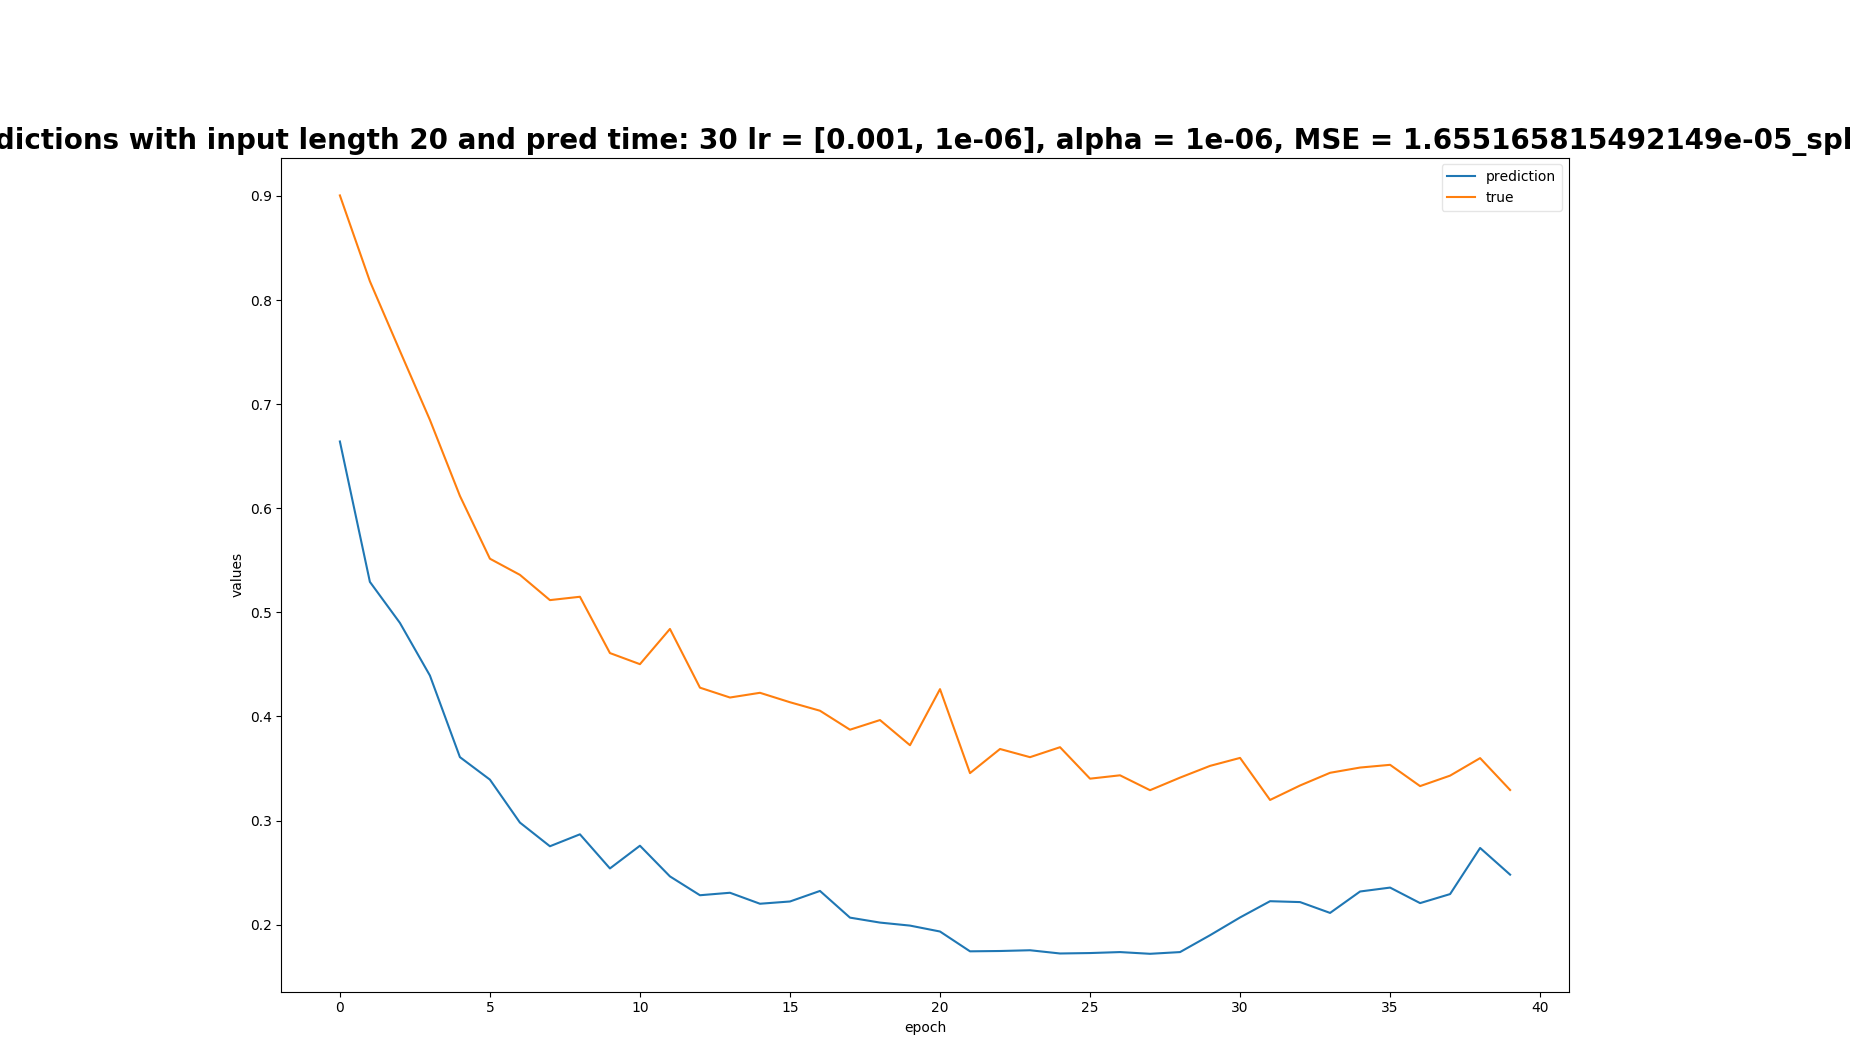 dictions with input length 20 and pred time: 30 lr = [0.001, 1e-06], alpha = 1e-06, MSE = 1.655165815492149e-05_spl
prediction
true
0.9
0.8
0.7
0.6
0.5
0.4
0.3
0.2
values
0 5 10 15 20 25 30 35 40
epoch